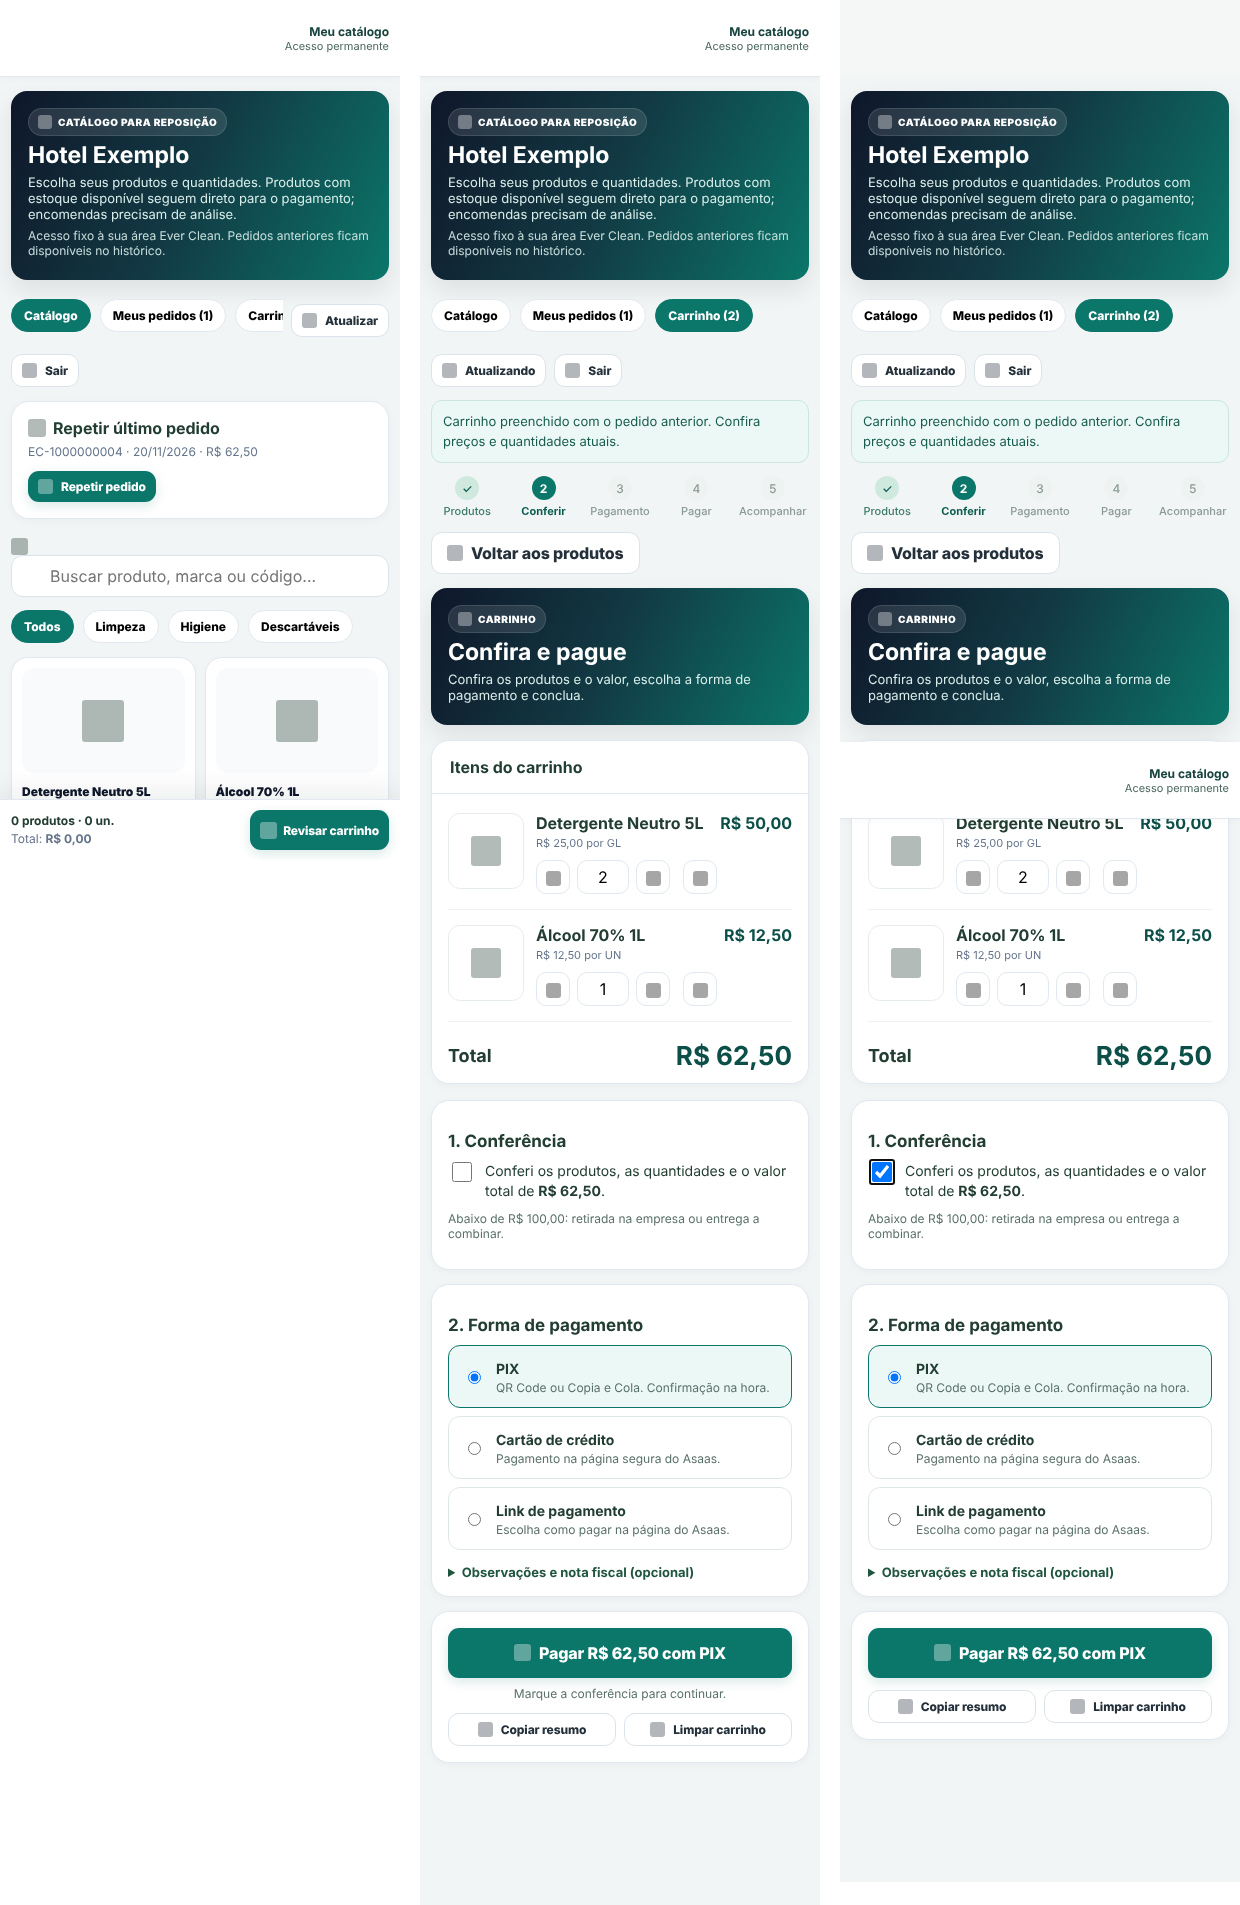 Meu catálogo
Acesso permanente
CATÁLOGO PARA REPOSIÇÃO
Hotel Exemplo
Escolha seus produtos e quantidades. Produtos com
estoque disponível seguem direto para o pagamento;
encomendas precisam de análise.
Acesso fixo à sua área Ever Clean. Pedidos anteriores ficam
disponíveis no histórico.
Catálogo Meus pedidos (1) Carrin Atualizar
Sair
Repetir último pedido
EC-1000000004 · 20/11/2026 · R$ 62,50
Repetir pedido
Buscar produto, marca ou código...
Todos Limpeza Higiene Descartáveis
Detergente Neutro 5L Álcool 70% 1L
0 produtos · 0 un.
Total: R$ 0,00
Revisar carrinho
Meu catálogo
Acesso permanente
CATÁLOGO PARA REPOSIÇÃO
Hotel Exemplo
Escolha seus produtos e quantidades. Produtos com
estoque disponível seguem direto para o pagamento;
encomendas precisam de análise.
Acesso fixo à sua área Ever Clean. Pedidos anteriores ficam
disponíveis no histórico.
Catálogo Meus pedidos (1) Carrinho (2)
Atualizando Sair
Carrinho preenchido com o pedido anterior. Confira
preços e quantidades atuais.
✓ 2 3 4 5
Produtos Conferir Pagamento Pagar Acompanhar
Voltar aos produtos
CARRINHO
Confira e pague
Confira os produtos e o valor, escolha a forma de
pagamento e conclua.
Itens do carrinho
Detergente Neutro 5L R$ 50,00
R$ 25,00 por GL
2
Álcool 70% 1L R$ 12,50
R$ 12,50 por UN
1
Total R$ 62,50
1. Conferência
Conferi os produtos, as quantidades e o valor
total de R$ 62,50.
Abaixo de R$ 100,00: retirada na empresa ou entrega a
combinar.
2. Forma de pagamento
PIX
QR Code ou Copia e Cola. Confirmação na hora.
Cartão de crédito
Pagamento na página segura do Asaas.
Link de pagamento
Escolha como pagar na página do Asaas.
Observações e nota fiscal (opcional)
Pagar R$ 62,50 com PIX
Marque a conferência para continuar.
Copiar resumo Limpar carrinho
CATÁLOGO PARA REPOSIÇÃO
Hotel Exemplo
Escolha seus produtos e quantidades. Produtos com
estoque disponível seguem direto para o pagamento;
encomendas precisam de análise.
Acesso fixo à sua área Ever Clean. Pedidos anteriores ficam
disponíveis no histórico.
Catálogo Meus pedidos (1) Carrinho (2)
Atualizando Sair
Carrinho preenchido com o pedido anterior. Confira
preços e quantidades atuais.
✓ 2 3 4 5
Produtos Conferir Pagamento Pagar Acompanhar
Voltar aos produtos
CARRINHO
Confira e pague
Confira os produtos e o valor, escolha a forma de
pagamento e conclua.
Meu catálogo
Acesso permanente
Detergente Neutro 5L R$ 50,00
R$ 25,00 por GL
2
Álcool 70% 1L R$ 12,50
R$ 12,50 por UN
1
Total R$ 62,50
1. Conferência
Conferi os produtos, as quantidades e o valor
total de R$ 62,50.
Abaixo de R$ 100,00: retirada na empresa ou entrega a
combinar.
2. Forma de pagamento
PIX
QR Code ou Copia e Cola. Confirmação na hora.
Cartão de crédito
Pagamento na página segura do Asaas.
Link de pagamento
Escolha como pagar na página do Asaas.
Observações e nota fiscal (opcional)
Pagar R$ 62,50 com PIX
Copiar resumo Limpar carrinho